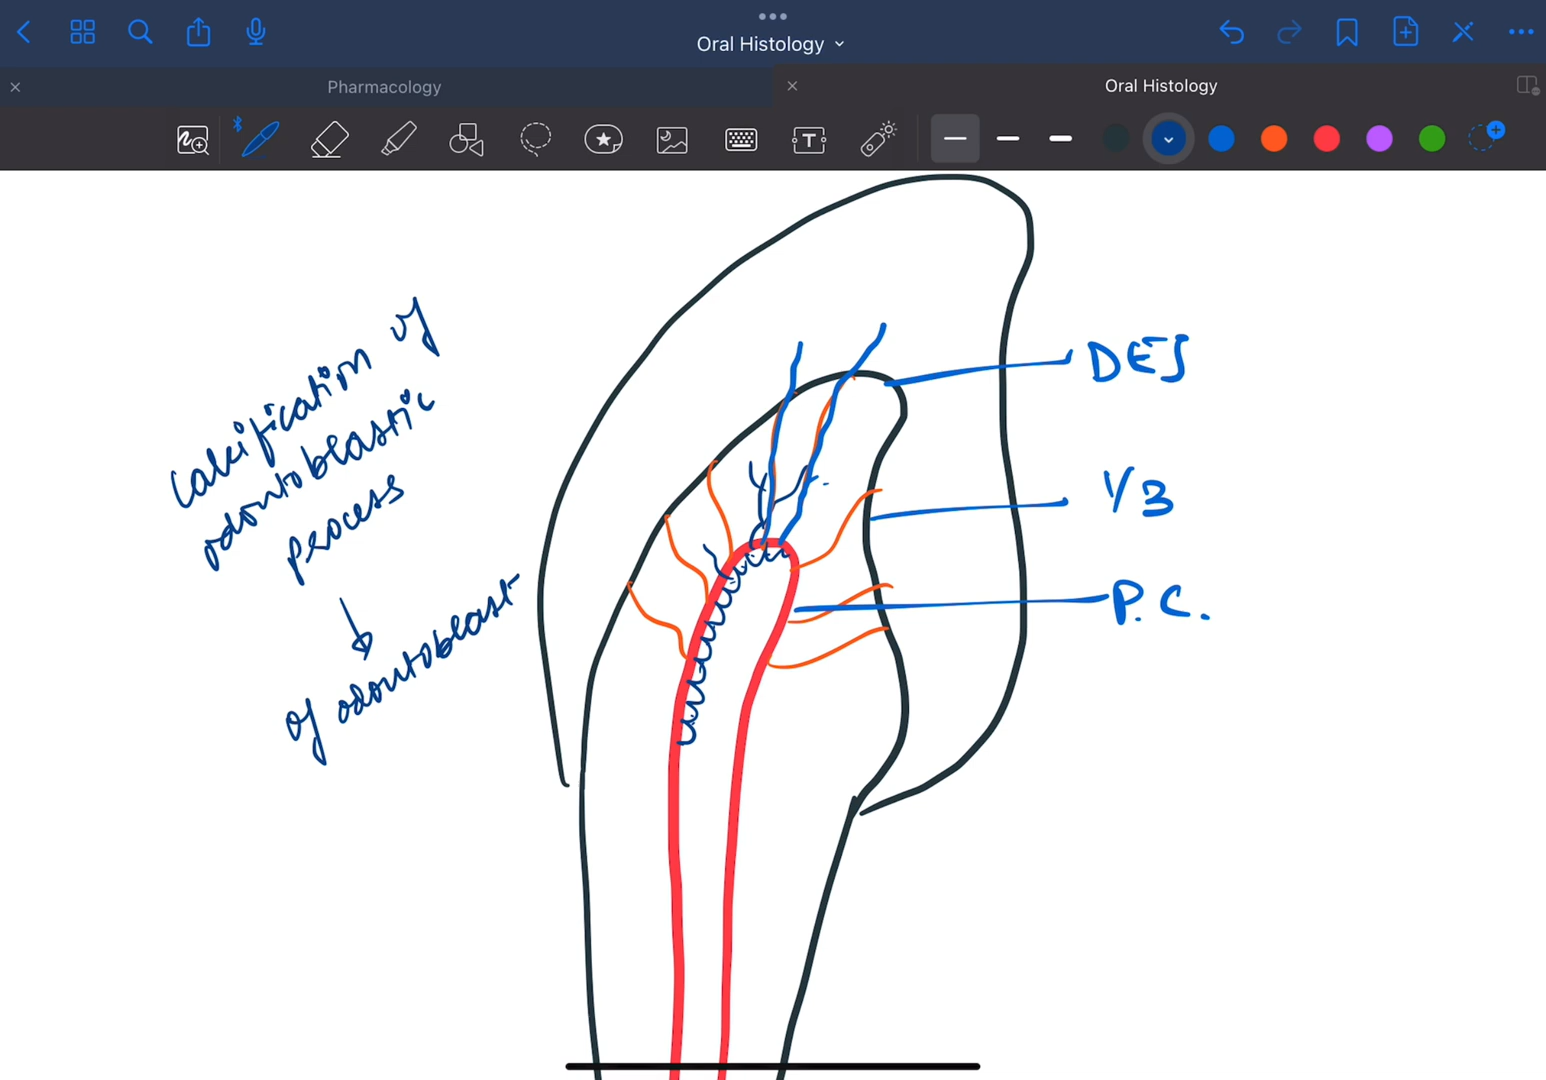 Oral Histology
Pharmacology
Oral Histology
T
calcification of
odontoblastic
process
of odontoblast
DEJ
1/3
P.C.